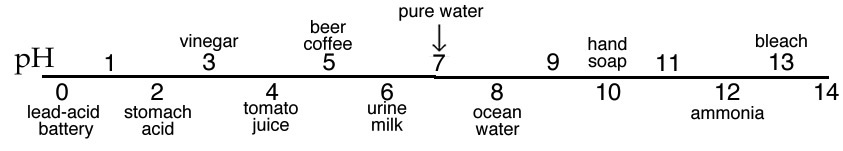 pure water
beer
coffee
vinegar
hand
soap
bleach
pH 1 3 5 7 9 11 13
0 2 4 6 8 10 12 14
lead-acid
battery
stomach
acid
tomato
juice
urine
milk
ocean
water
ammonia